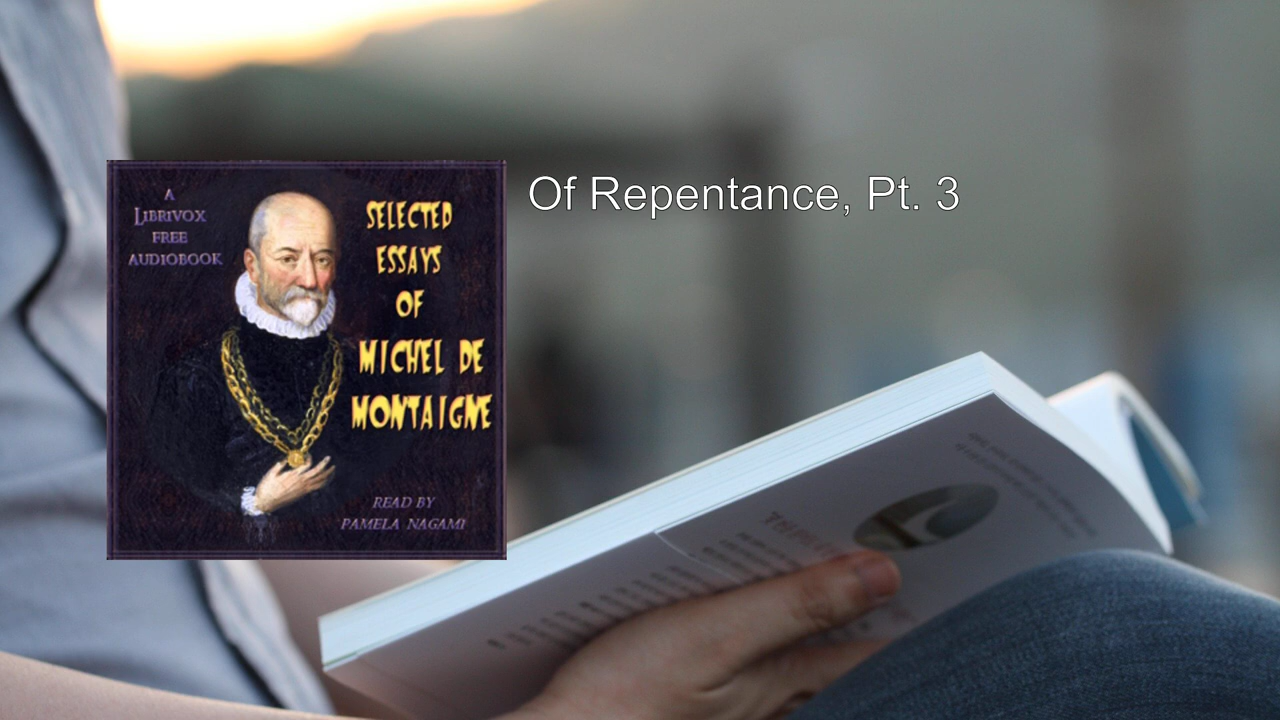 A
LIBRIVOX
FREE
AUDIOBOOK
SELECTED
ESSAYS
OF
MICHEL DE
MONTAIGNE
READ BY
PAMELA NAGAMI
Of Repentance, Pt. 3